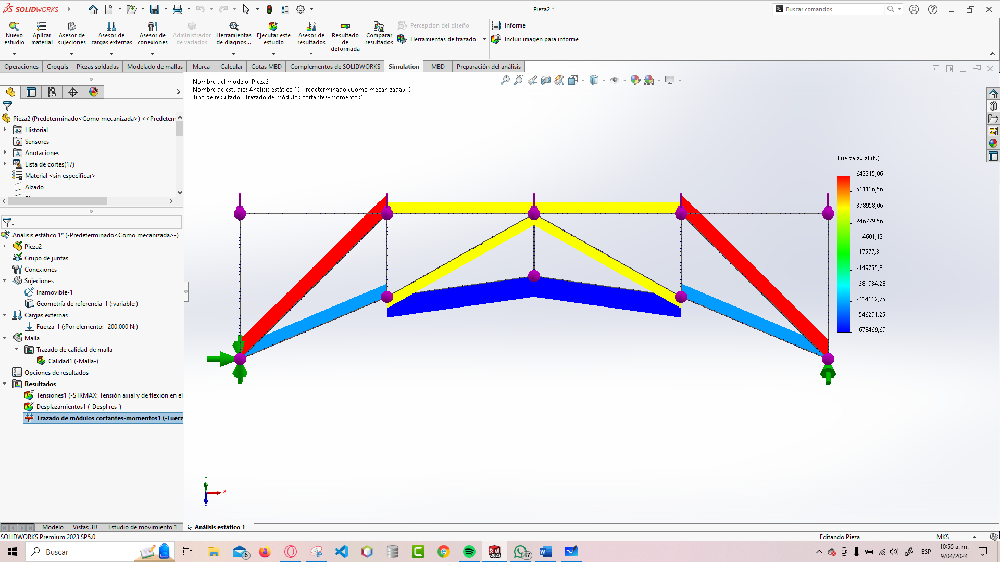 SOLIDWORKS
Pieza2 *
Buscar comandos
Nuevo estudio
Aplicar material
Asesor de sujeciones
Asesor de cargas externas
Asesor de conexiones
Administrador de vaciados
Herramientas de diagnós...
Ejecutar este estudio
Asesor de resultados
Resultado de deformada
Comparar resultados
Percepción del diseño
Herramientas de trazado
Informe
Incluir imagen para informe
Operaciones
Croquis
Piezas soldadas
Modelado de mallas
Marca
Calcular
Cotas MBD
Complementos de SOLIDWORKS
Simulation
MBD
Preparación del análisis
Nombre del modelo: Pieza2
Nombre de estudio: Análisis estático 1(-Predeterminado<Como mecanizada>-)
Tipo de resultado: Trazado de módulos cortantes-momentos1
Pieza2 (Predeterminado<Como mecanizada>) <<Predeterr
Historial
Sensores
Anotaciones
Lista de cortes(17)
Material <sin especificar>
Alzado
Análisis estático 1* (-Predeterminado<Como mecanizada>-)
Pieza2
Grupo de juntas
Conexiones
Sujeciones
Inamovible-1
Geometría de referencia-1 (:variable:)
Cargas externas
Fuerza-1 (:Por elemento: -200.000 N:)
Malla
Trazado de calidad de malla
Calidad1 (-Malla-)
Opciones de resultados
Resultados
Tensiones1 (-STRMAX: Tensión axial y de flexión en el
Desplazamientos1 (-Despl res-)
Trazado de módulos cortantes-momentos1 (-Fuerz
Fuerza axial (N)
643315,06
511136,56
378958,06
246779,56
114601,13
-17577,31
-149755,81
-281934,28
-414112,75
-546291,25
-678469,69
Y
X
Z
Modelo
Vistas 3D
Estudio de movimiento 1
Análisis estático 1
SOLIDWORKS Premium 2023 SP5.0
Editando Pieza
MKS
Buscar
6
SW
2023
37
ESP
10:55 a. m.
9/04/2024